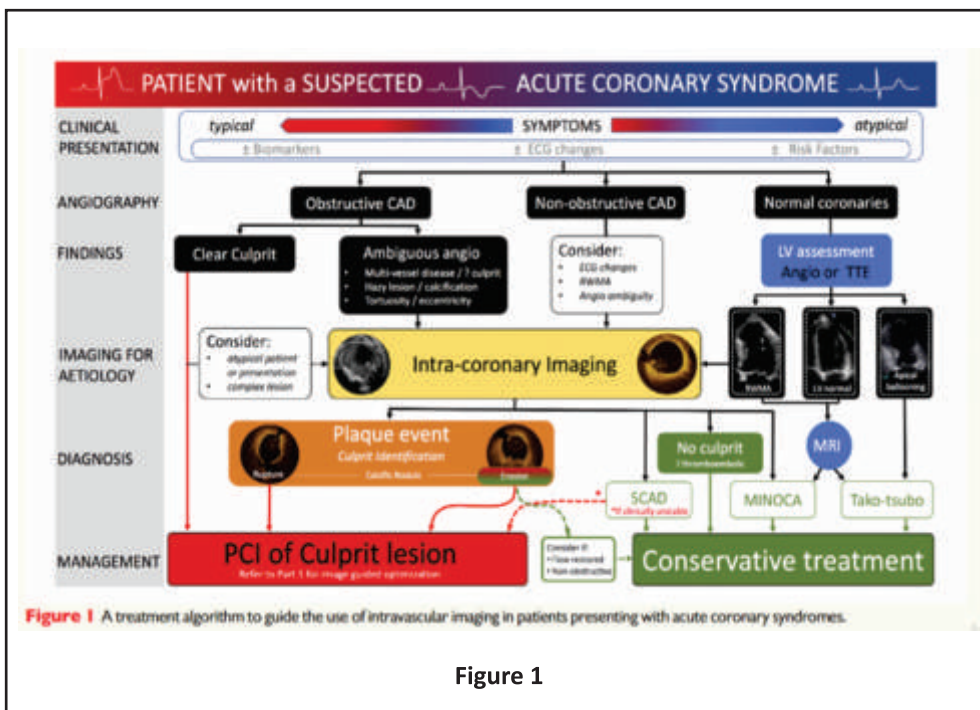 PATIENT with a SUSPECTED ACUTE CORONARY SYNDROME
CLINICAL PRESENTATION
typical SYMPTOMS atypical
± Biomarkers ± ECG changes ± Risk Factors
ANGIOGRAPHY
Obstructive CAD Non-obstructive CAD Normal coronaries
FINDINGS
Clear Culprit
Ambiguous angio
• Multi-vessel disease / ? culprit
• Hazy lesion / calcification
• Tortuosity / eccentricity
Consider:
• ECG changes
• RWMA
• Angio ambiguity
LV assessment
Angio or TTE
IMAGING FOR AETIOLOGY
Consider:
• atypical patient
or presentation
• complex lesion
Intra-coronary Imaging
RWMA LV normal Apical
ballooning
DIAGNOSIS
Plaque event
Culprit Identification
Rupture Calcific Nodule Erosion
No culprit
MRI
SCAD
*If clinically unstable
MINOCA Tako-tsubo
MANAGEMENT
PCI of Culprit lesion
Refer to Part 1 for image guided optimization
Consider if:
• Flow restored
• Non-obstructive
Conservative treatment
Figure 1 A treatment algorithm to guide the use of intravascular imaging in patients presenting with acute coronary syndromes.
Figure 1